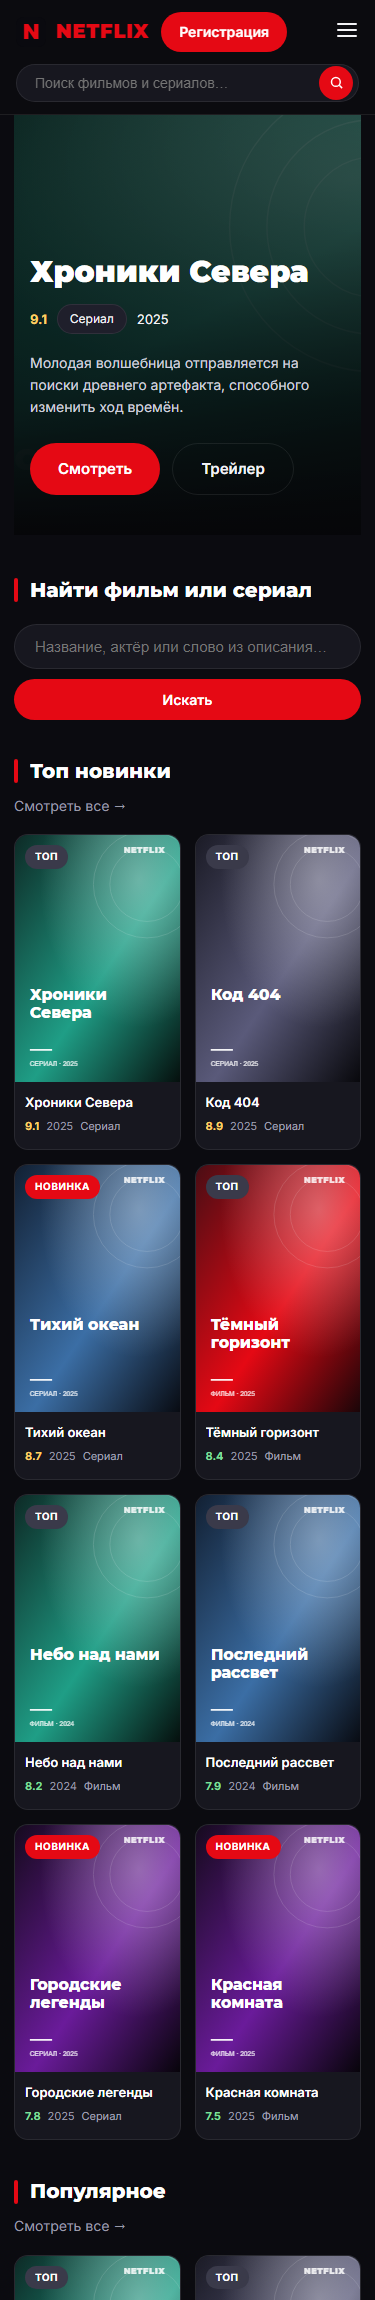 N NETFLIX Регистрация
Поиск фильмов и сериалов...
Хроники Севера
9.1 Сериал 2025
Молодая волшебница отправляется на
поиски древнего артефакта, способного
изменить ход времён.
Смотреть Трейлер
Найти фильм или сериал
Название, актёр или слово из описания...
Искать
Топ новинки
Смотреть все →
ТОП NETFLIX
Хроники
Севера
СЕРИАЛ · 2025
Хроники Севера
9.1 2025 Сериал
ТОП NETFLIX
Код 404
СЕРИАЛ · 2025
Код 404
8.9 2025 Сериал
НОВИНКА NETFLIX
Тихий океан
СЕРИАЛ · 2025
Тихий океан
8.7 2025 Сериал
ТОП NETFLIX
Тёмный
горизонт
ФИЛЬМ · 2025
Тёмный горизонт
8.4 2025 Фильм
ТОП NETFLIX
Небо над нами
ФИЛЬМ · 2024
Небо над нами
8.2 2024 Фильм
ТОП NETFLIX
Последний
рассвет
ФИЛЬМ · 2024
Последний рассвет
7.9 2024 Фильм
НОВИНКА NETFLIX
Городские
легенды
СЕРИАЛ · 2025
Городские легенды
7.8 2025 Сериал
НОВИНКА NETFLIX
Красная
комната
ФИЛЬМ · 2025
Красная комната
7.5 2025 Фильм
Популярное
Смотреть все →
ТОП NETFLIX
ТОП NETFLIX